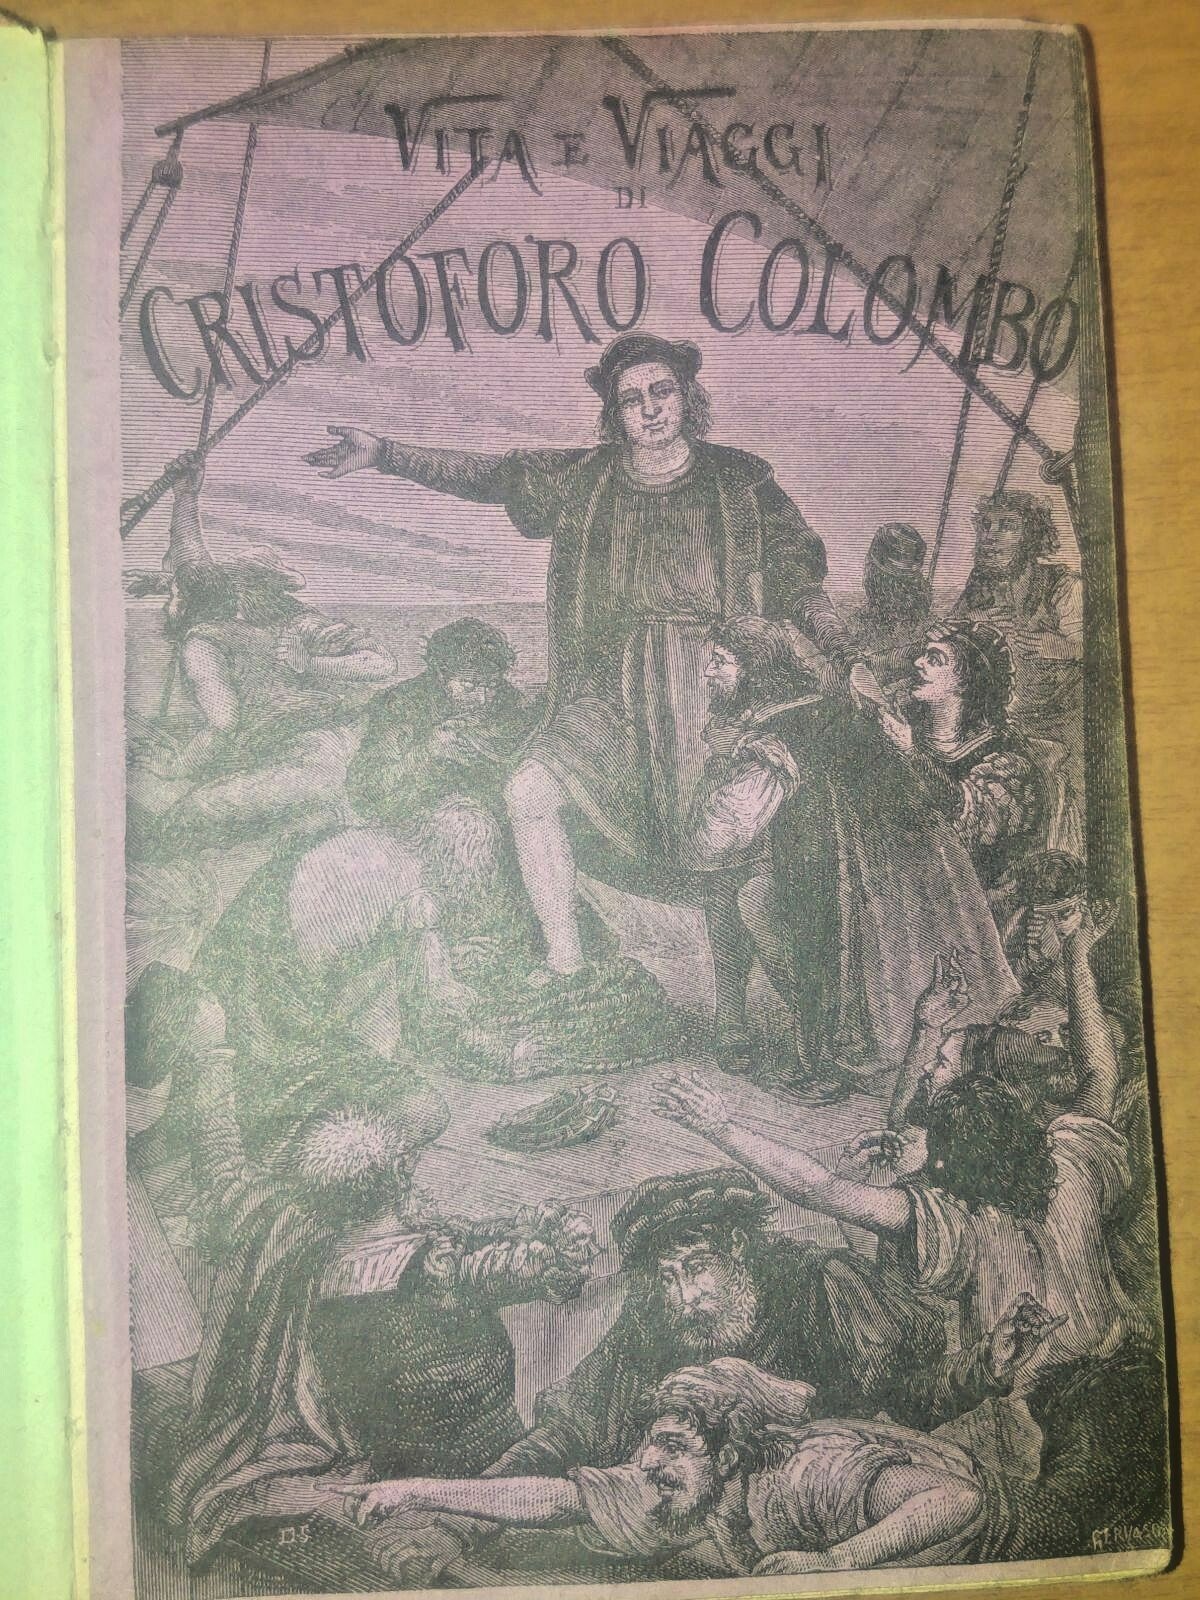 VITA E VIAGGI
DI
CRISTOFORO COLOMBO
D.S